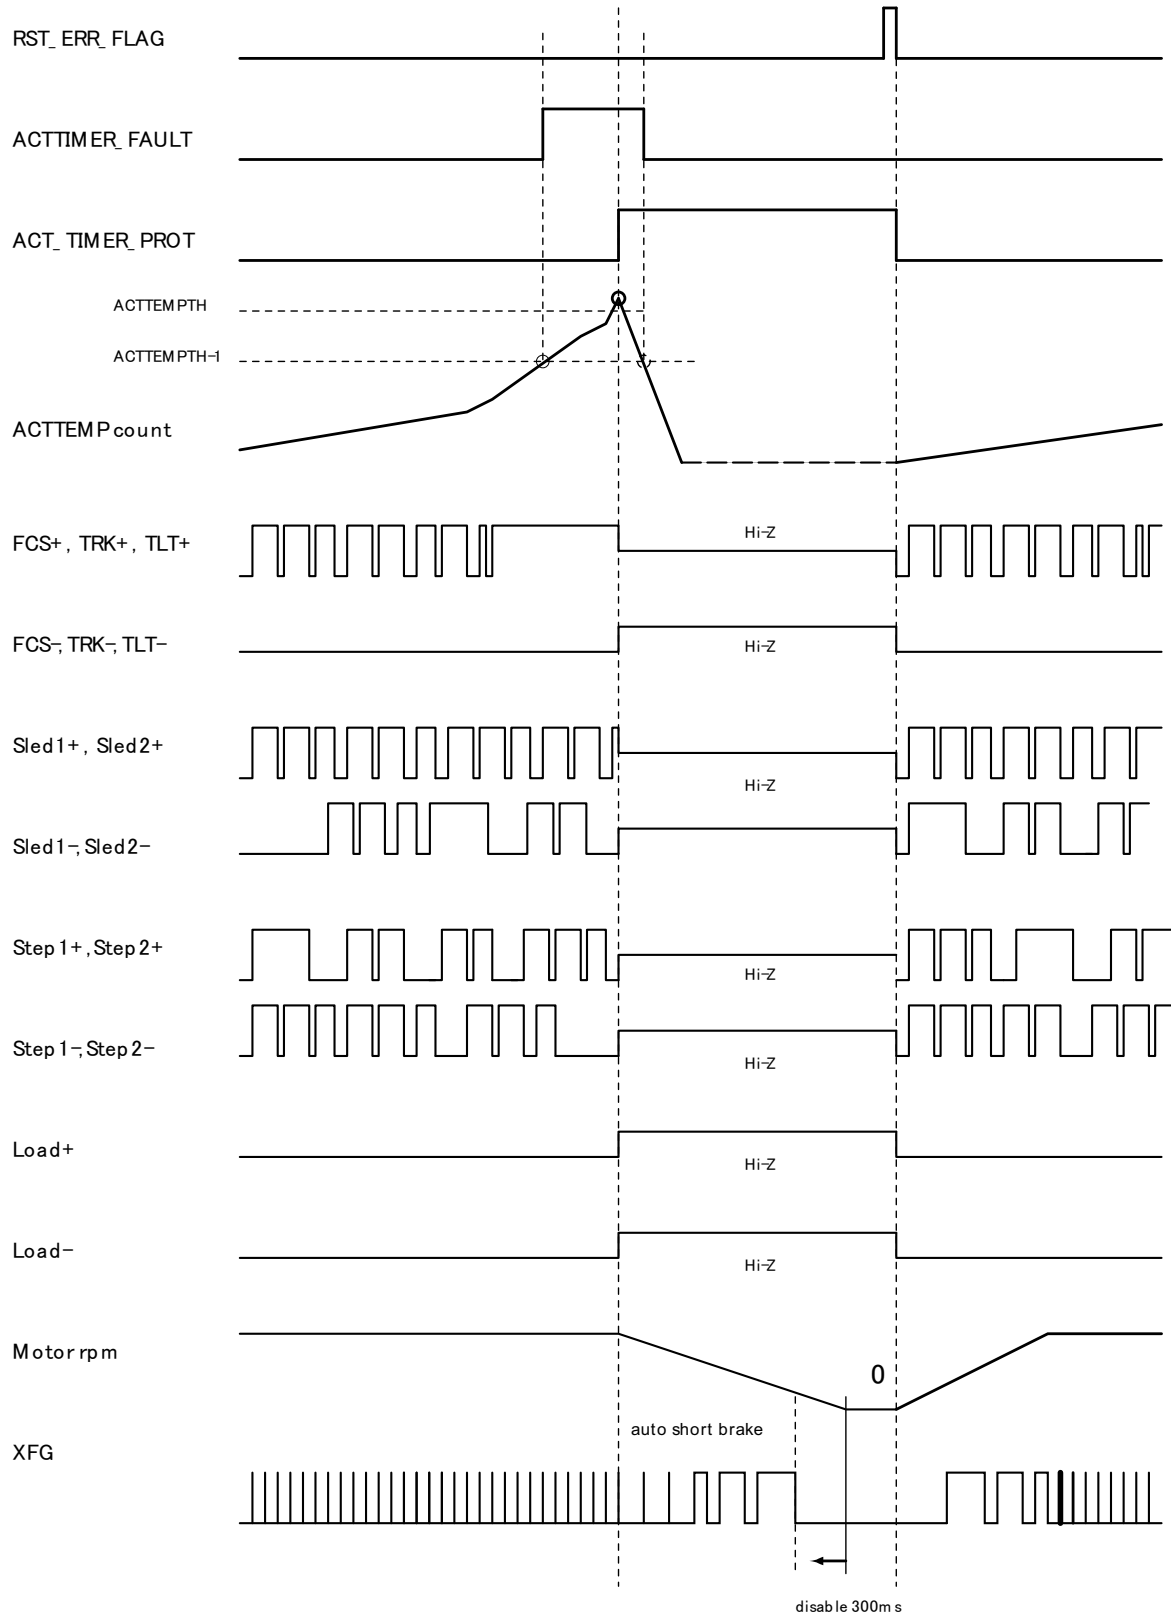 RST_ERR_FLAG
ACTTIMER_FAULT
ACT_TIMER_PROT
ACTTEMPTH
ACTTEMPTH-1
ACTTEMPcount
FCS+, TRK+, TLT+
Hi-Z
FCS-, TRK-, TLT-
Hi-Z
Sled1+, Sled2+
Hi-Z
Sled1-, Sled2-
Step1+, Step2+
Hi-Z
Step1-, Step2-
Hi-Z
Load+
Hi-Z
Load-
Hi-Z
Motor rpm
0
auto short brake
XFG
disable 300ms